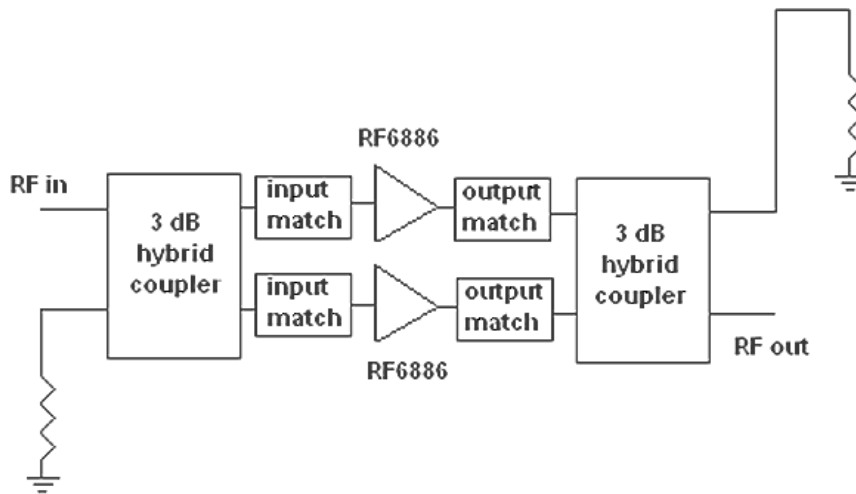 RF6886
RF in
input
match
output
match
3 dB
hybrid
coupler
3 dB
hybrid
coupler
input
match
output
match
RF6886
RF out